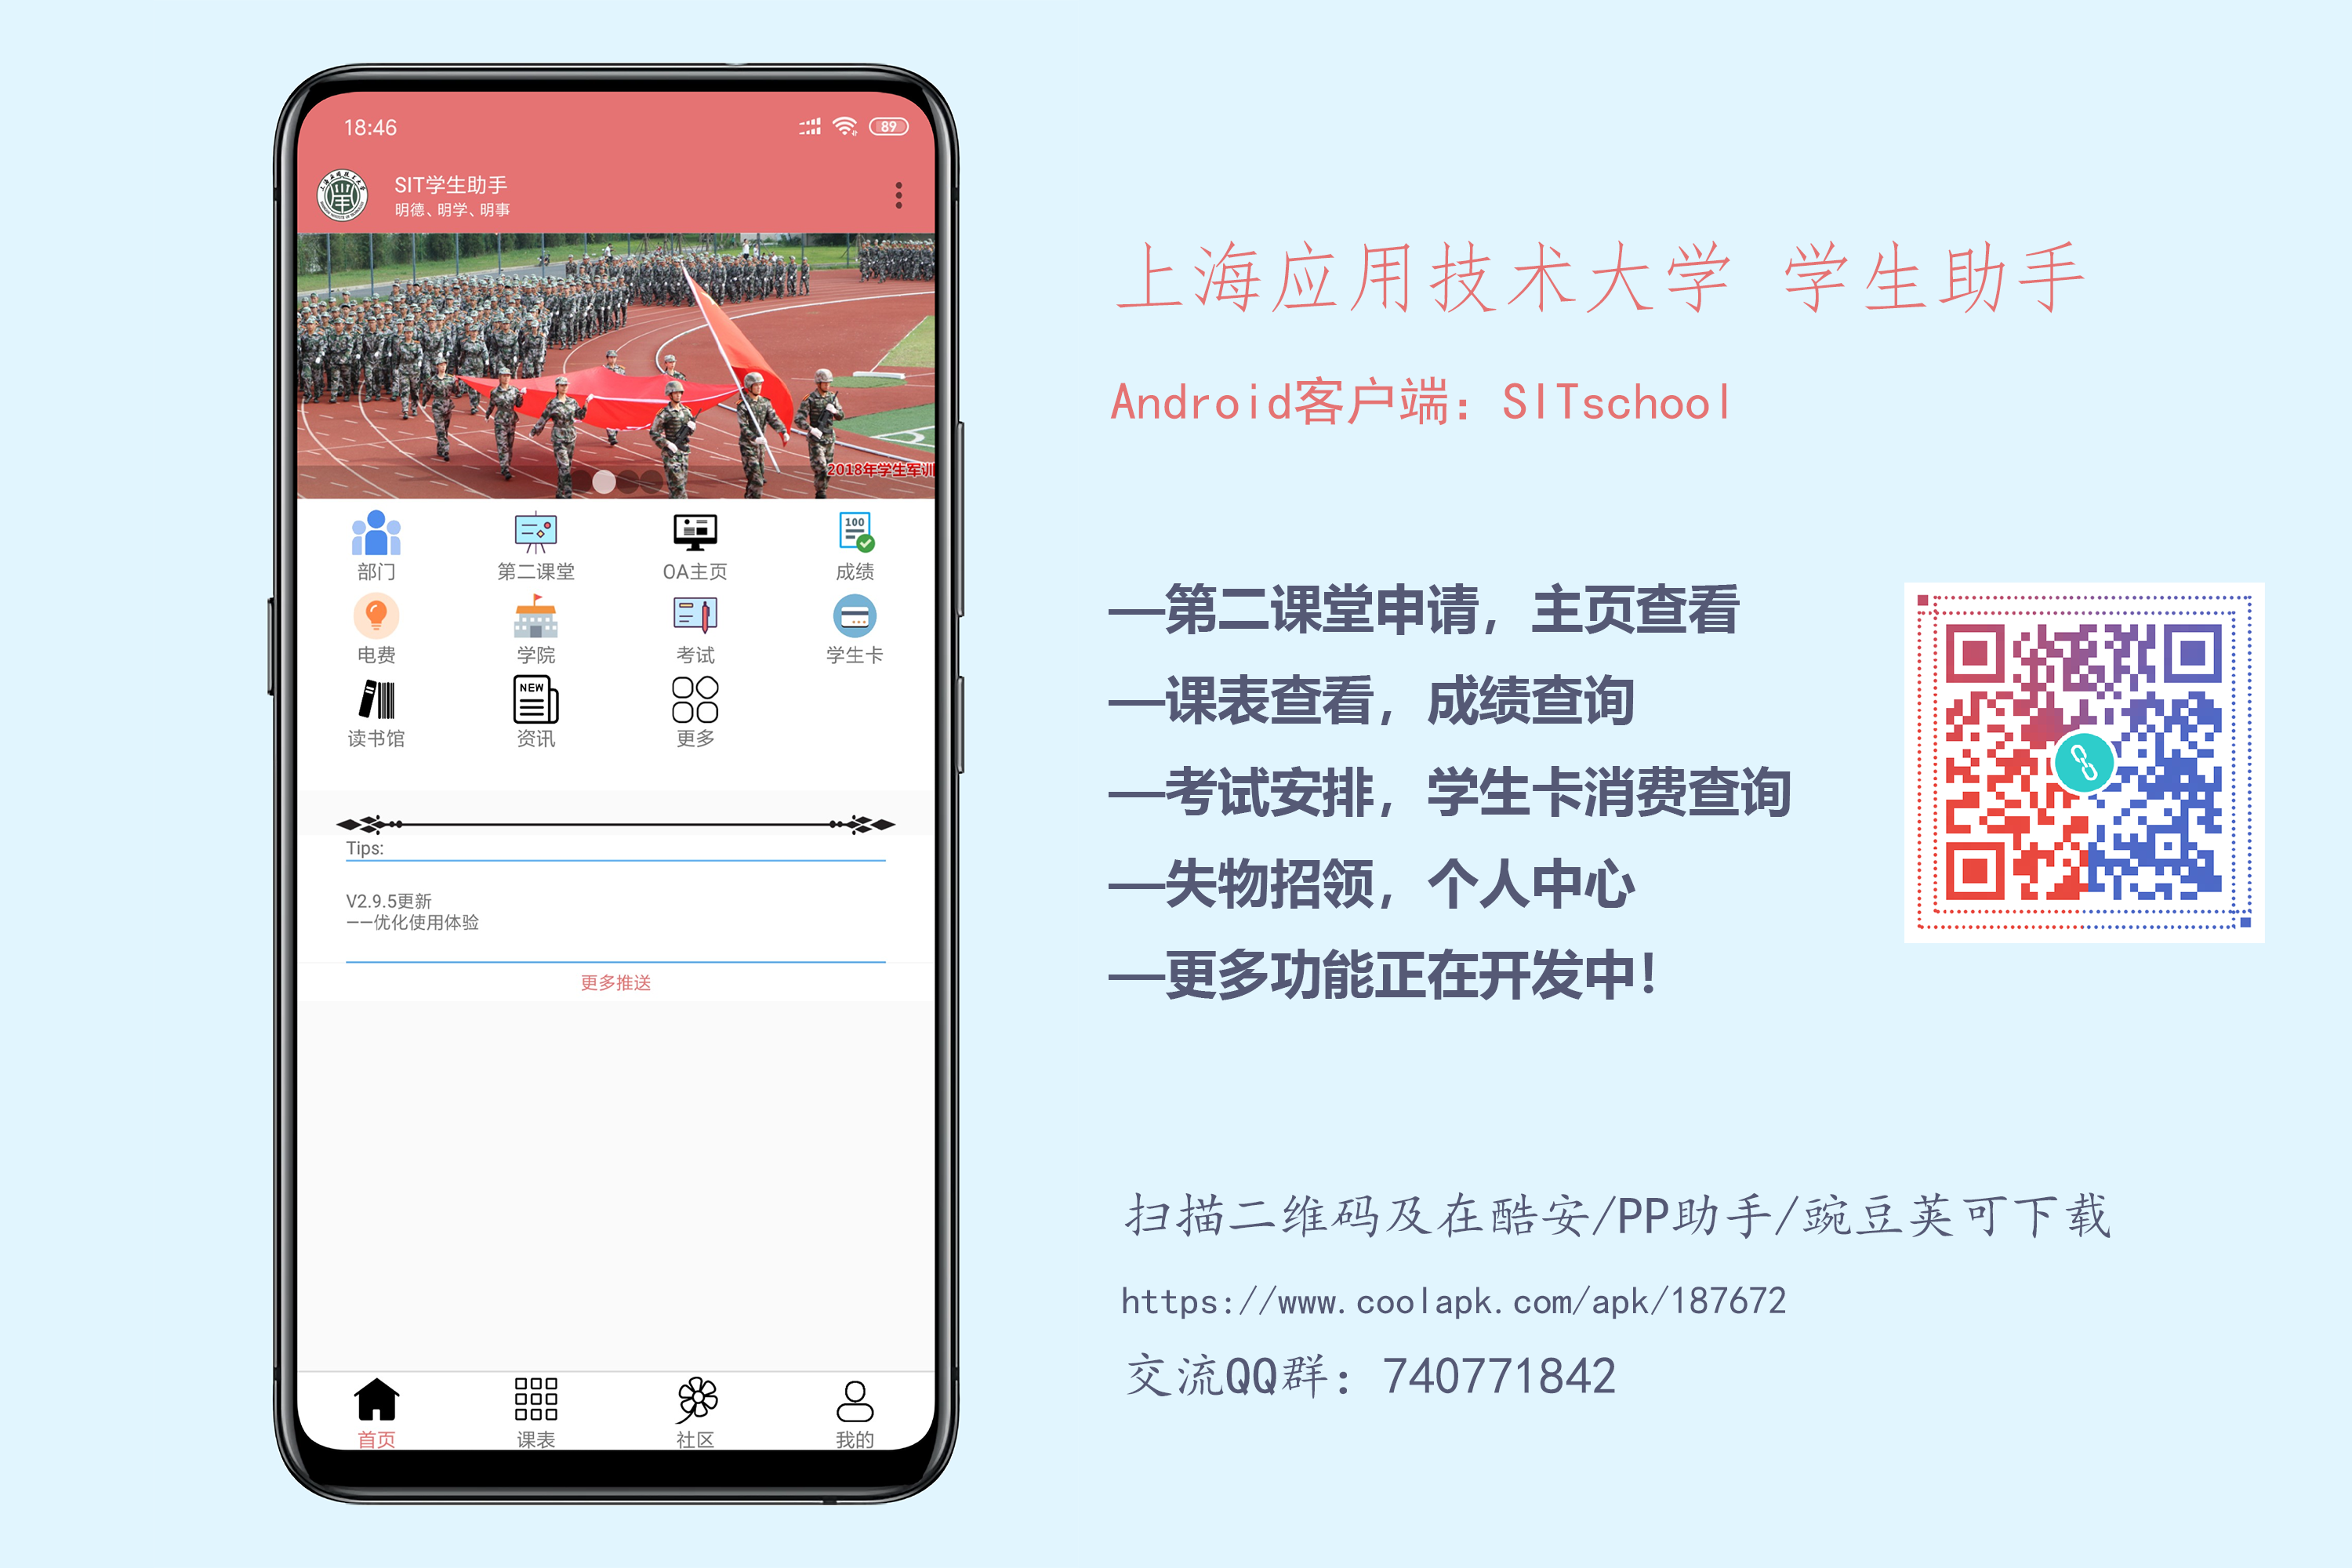 18:46
89
SIT学生助手
明德、明学、明事
2018年学生军训
100
部门
第二课堂
OA主页
成绩
电费
学院
考试
学生卡
NEW
读书馆
资讯
更多
Tips:
V2.9.5更新
——优化使用体验
更多推送
首页
课表
社区
我的
上海应用技术大学 学生助手
Android客户端：SITschool
—第二课堂申请，主页查看
—课表查看，成绩查询
—考试安排，学生卡消费查询
—失物招领，个人中心
—更多功能正在开发中！
扫描二维码及在酷安/PP助手/豌豆荚可下载
https://www.coolapk.com/apk/187672
交流QQ群：740771842